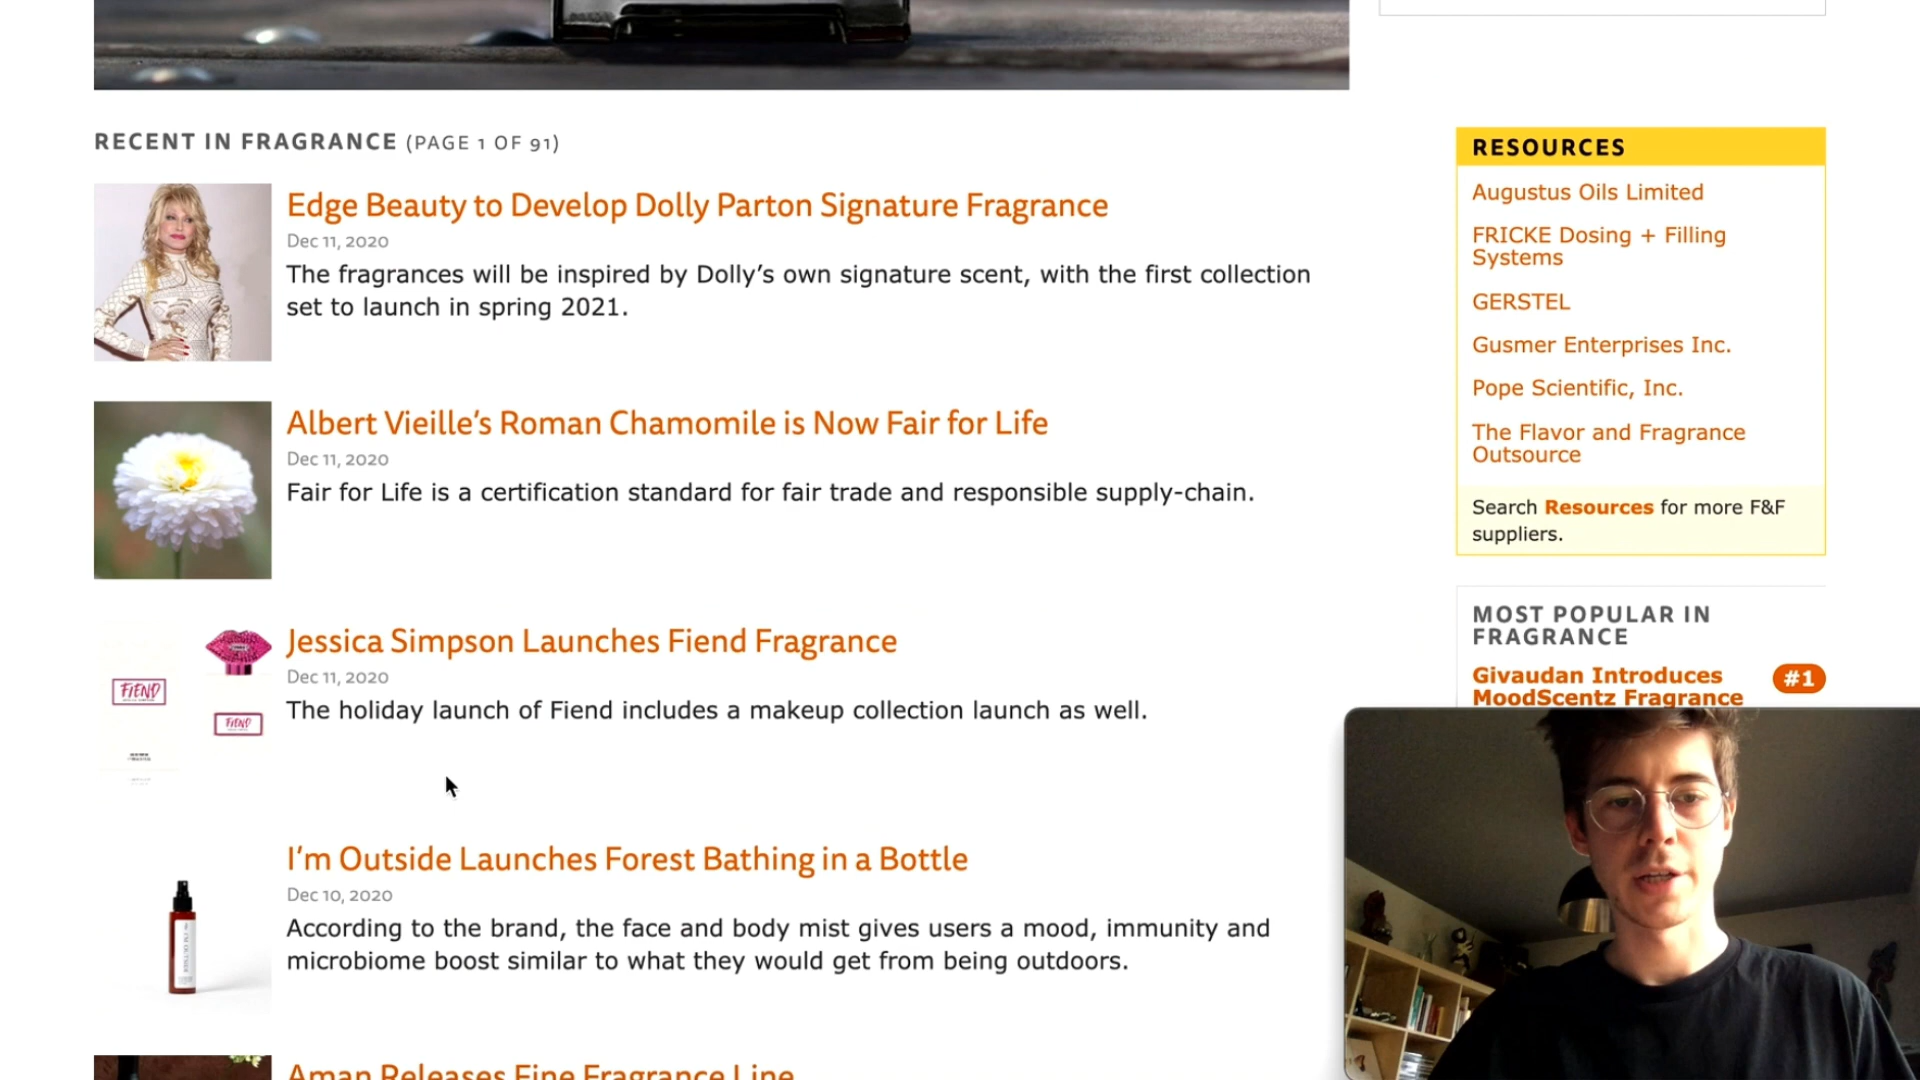 RECENT IN FRAGRANCE (PAGE 1 OF 91)
Edge Beauty to Develop Dolly Parton Signature Fragrance
Dec 11, 2020
The fragrances will be inspired by Dolly’s own signature scent, with the first collection
set to launch in spring 2021.
Albert Vieille’s Roman Chamomile is Now Fair for Life
Dec 11, 2020
Fair for Life is a certification standard for fair trade and responsible supply-chain.
FIEND
FIEND
Jessica Simpson Launches Fiend Fragrance
Dec 11, 2020
The holiday launch of Fiend includes a makeup collection launch as well.
I’m Outside Launches Forest Bathing in a Bottle
Dec 10, 2020
According to the brand, the face and body mist gives users a mood, immunity and
microbiome boost similar to what they would get from being outdoors.
Aman Releases Fine Fragrance Line
RESOURCES
Augustus Oils Limited
FRICKE Dosing + Filling
Systems
GERSTEL
Gusmer Enterprises Inc.
Pope Scientific, Inc.
The Flavor and Fragrance
Outsource
Search Resources for more F&F
suppliers.
MOST POPULAR IN
FRAGRANCE
Givaudan Introduces
MoodScentz Fragrance
#1